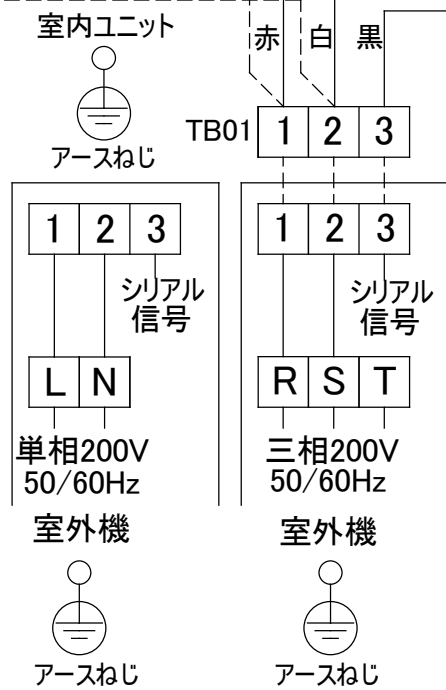 室内ユニット
赤 白 黒
アースねじ
TB01 1 2 3
1 2 3
シリアル
信号
L N
単相200V
50/60Hz
室外機
アースねじ
1 2 3
シリアル
信号
R S T
三相200V
50/60Hz
室外機
アースねじ